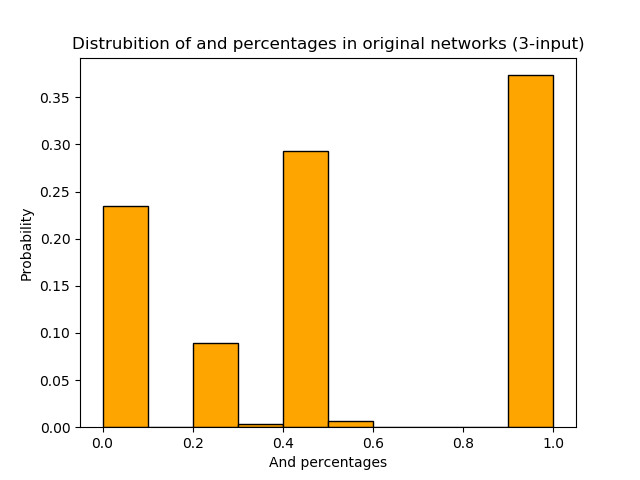 Distrubition of and percentages in original networks (3-input)
0.35
0.30
0.25
0.20
0.15
0.10
0.05
0.00
Probability
0.0 0.2 0.4 0.6 0.8 1.0
And percentages